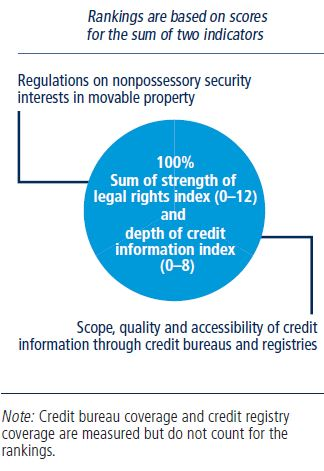 Rankings are based on scores
for the sum of two indicators
Regulations on nonpossessory security
interests in movable property
100%
Sum of strength of
legal rights index (0–12)
and
depth of credit
information index
(0–8)
Scope, quality and accessibility of credit
information through credit bureaus and registries
Note: Credit bureau coverage and credit registry
coverage are measured but do not count for the
rankings.